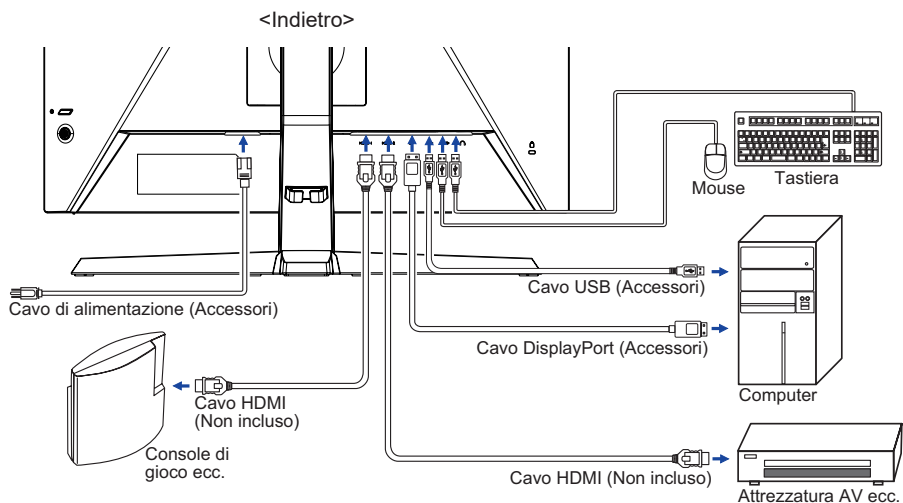 <Indietro>
Mouse
Tastiera
Cavo USB (Accessori)
Cavo di alimentazione (Accessori)
Cavo DisplayPort (Accessori)
Computer
Cavo HDMI
(Non incluso)
Console di
gioco ecc.
Cavo HDMI (Non incluso)
Attrezzatura AV ecc.